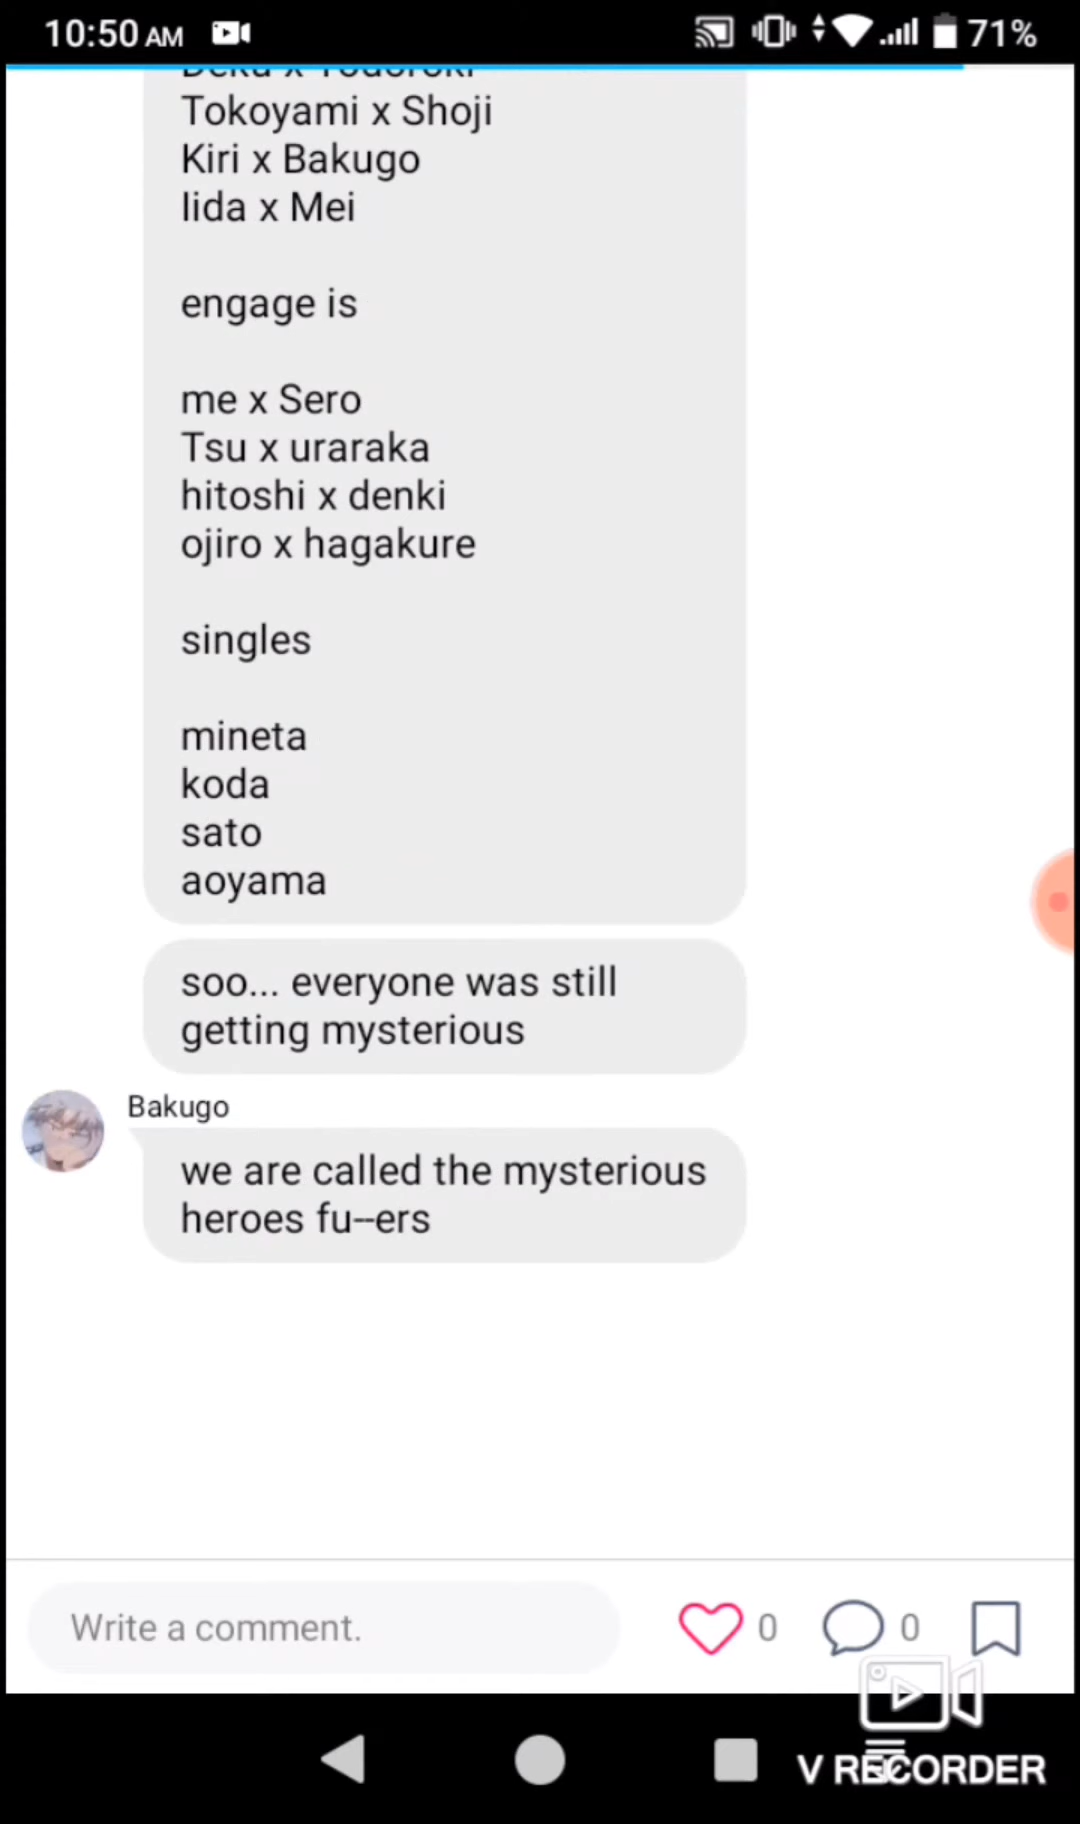 10:50 AM
71%
Deku x Todoroki
Tokoyami x Shoji
Kiri x Bakugo
Iida x Mei
engage is
me x Sero
Tsu x uraraka
hitoshi x denki
ojiro x hagakure
singles
mineta
koda
sato
aoyama
soo... everyone was still
getting mysterious
Bakugo
we are called the mysterious
heroes fu--ers
Write a comment.
0
0
V RECORDER